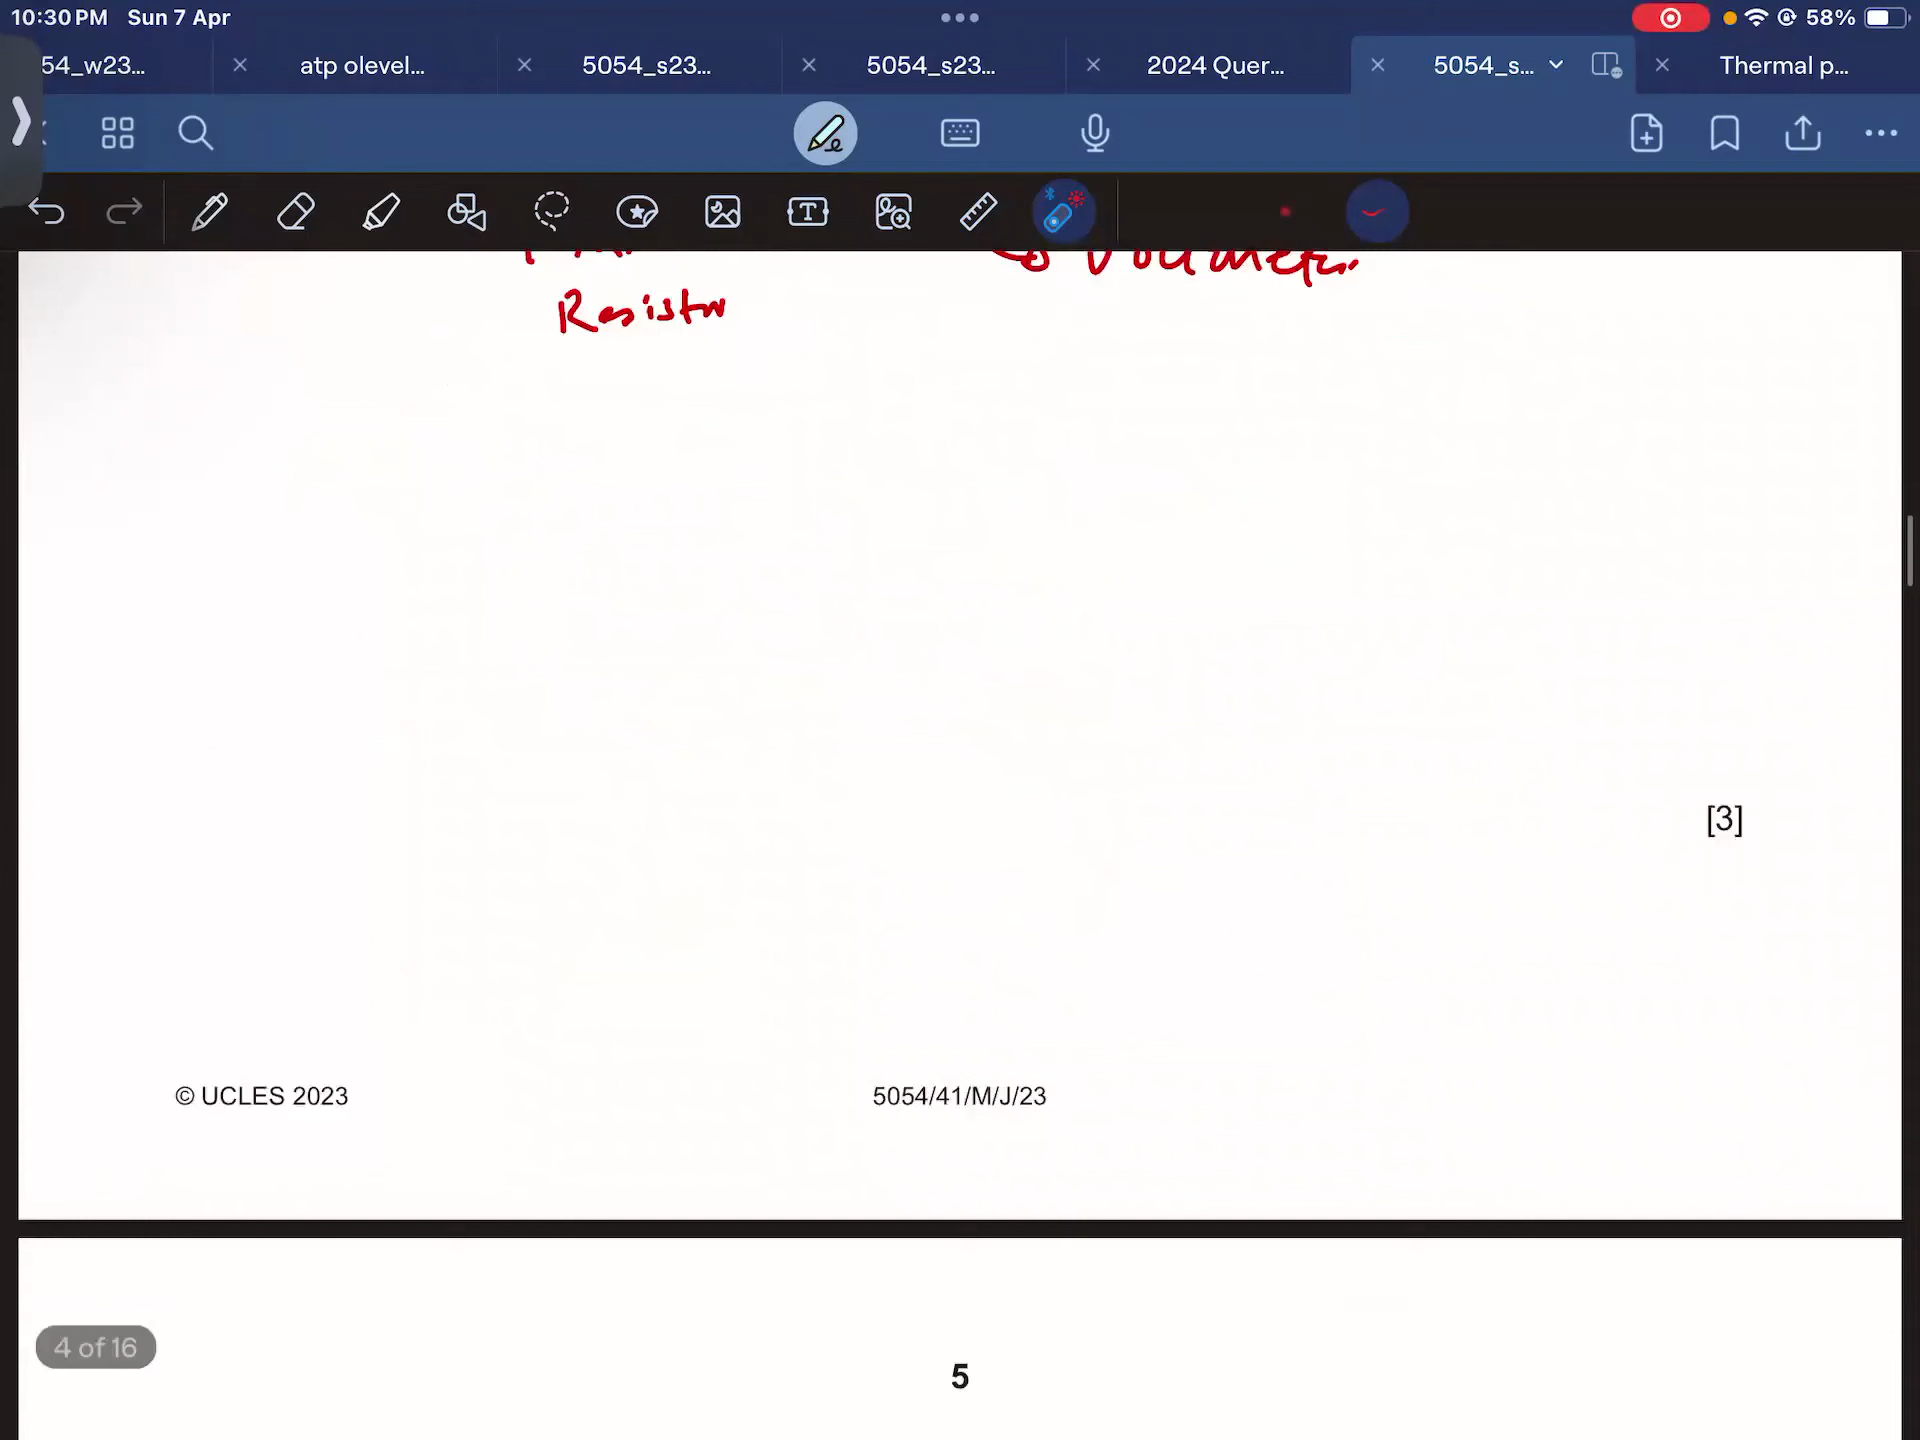 10:30 PM Sun 7 Apr 58%
54_w23... atp olevel... 5054_s23... 5054_s23... 2024 Quer... 5054_s... Thermal p...
Resistor
[3]
© UCLES 2023 5054/41/M/J/23
4 of 16
5